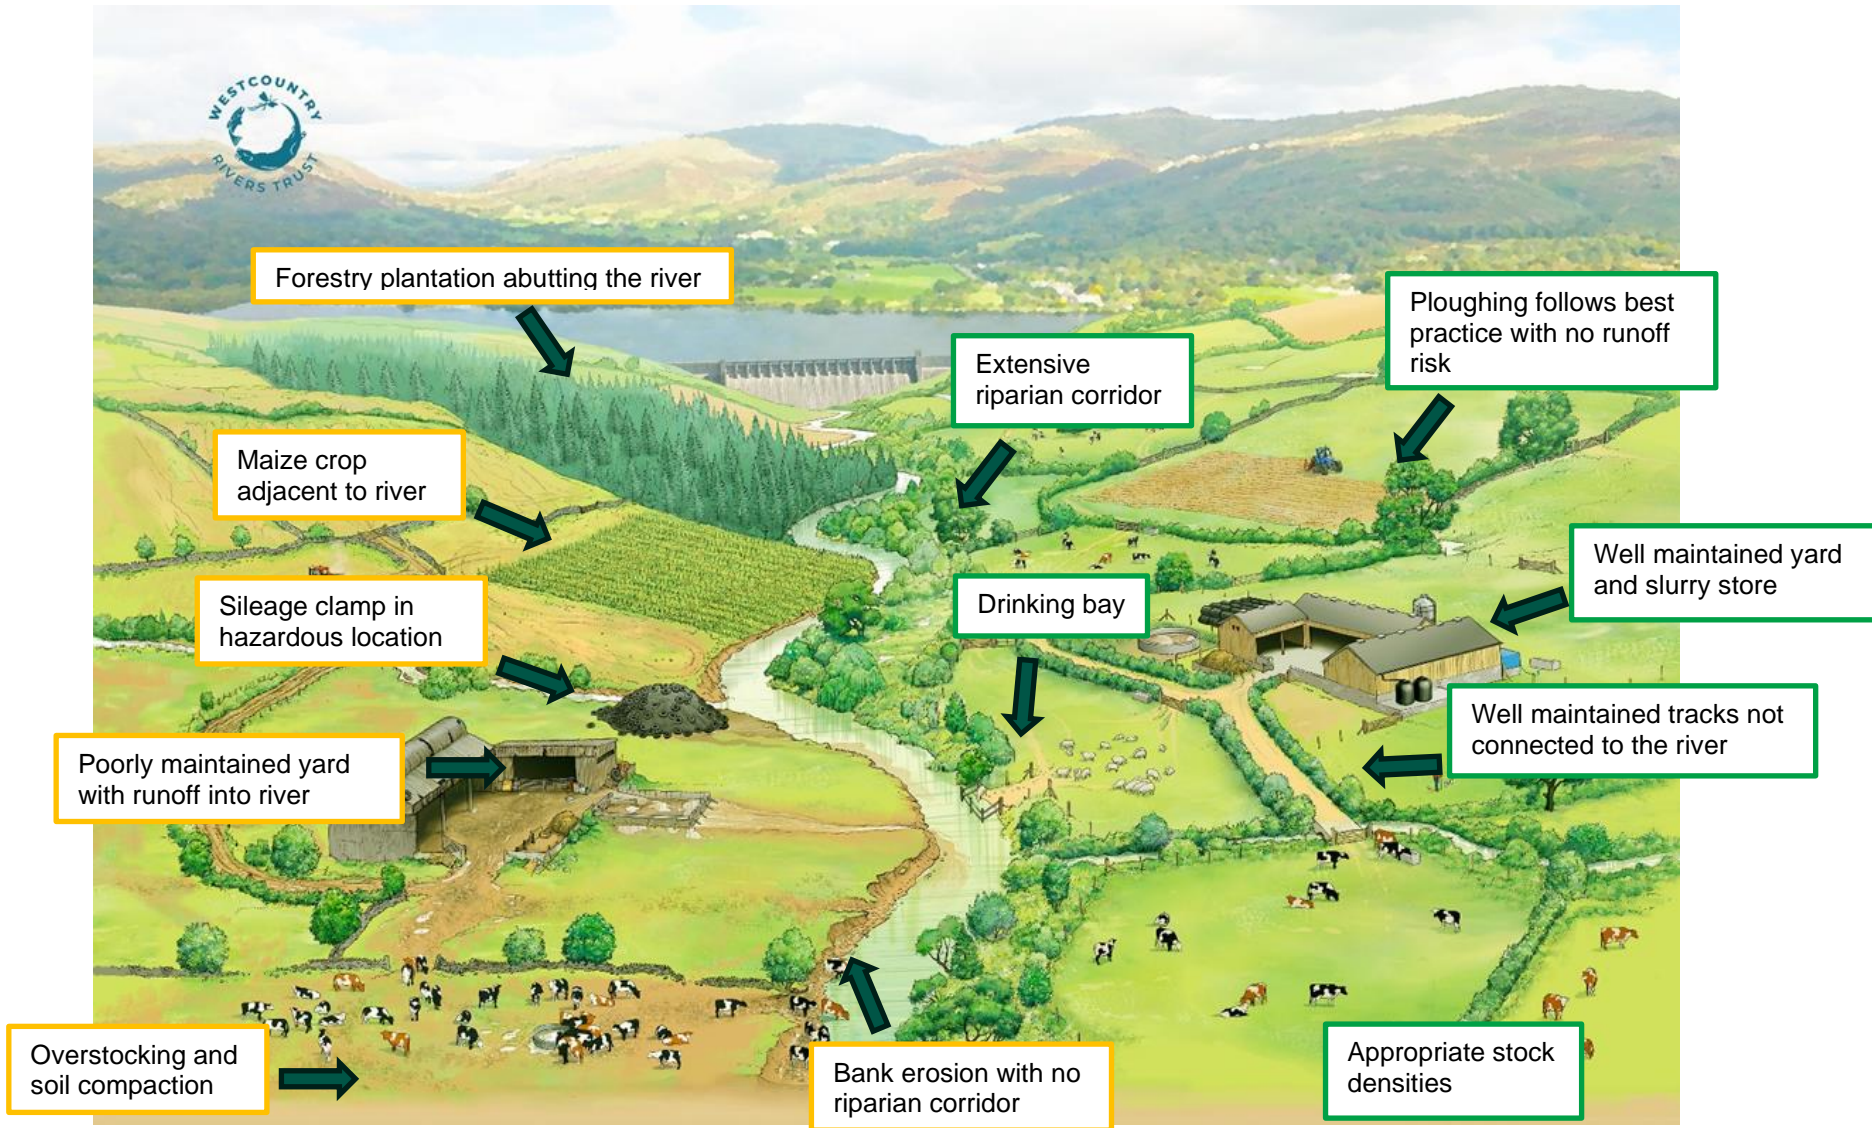 WESTCOUNTRY
RIVERS TRUST
Forestry plantation abutting the river
Ploughing follows best
practice with no runoff
risk
Extensive
riparian corridor
Maize crop
adjacent to river
Well maintained yard
and slurry store
Sileage clamp in
hazardous location
Drinking bay
Well maintained tracks not
connected to the river
Poorly maintained yard
with runoff into river
Overstocking and
soil compaction
Bank erosion with no
riparian corridor
Appropriate stock
densities